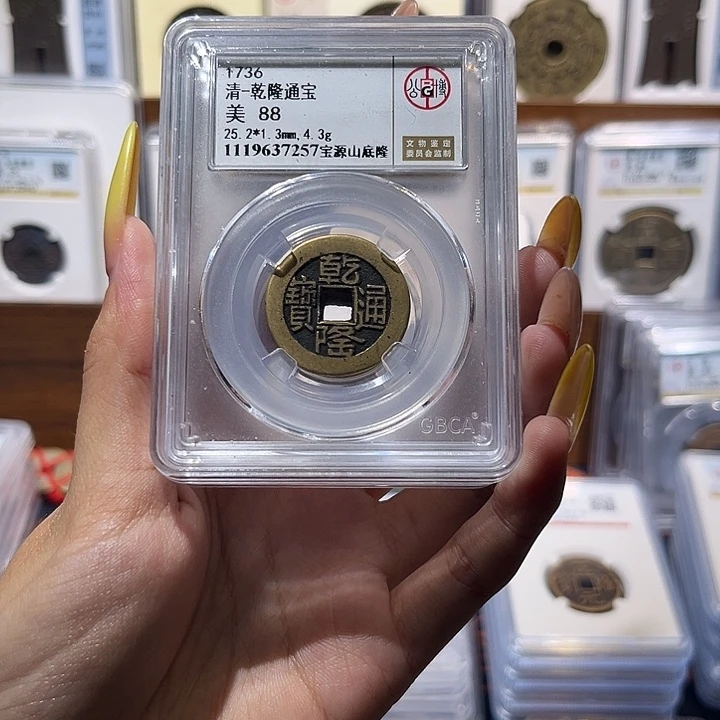 1736
清-乾隆通宝
美 88
25.2*1.3mm,4.3g
1119637257宝源山底隆
公博
文物鉴定
委员会监制
乾隆通寶
GBCA®